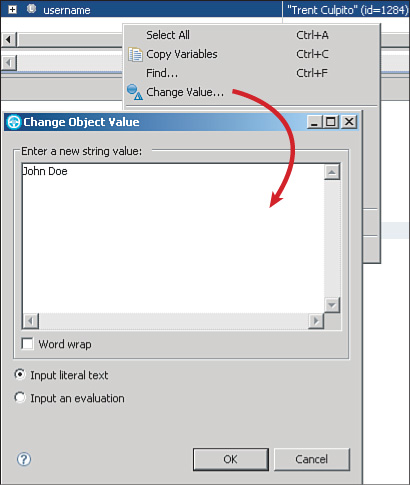 username "Trent Culpito" (id=1284)
Select All Ctrl+A
Copy Variables Ctrl+C
Find... Ctrl+F
Change Value...
Change Object Value
Enter a new string value:
John Doe
Word wrap
Input literal text
Input an evaluation
?
OK Cancel